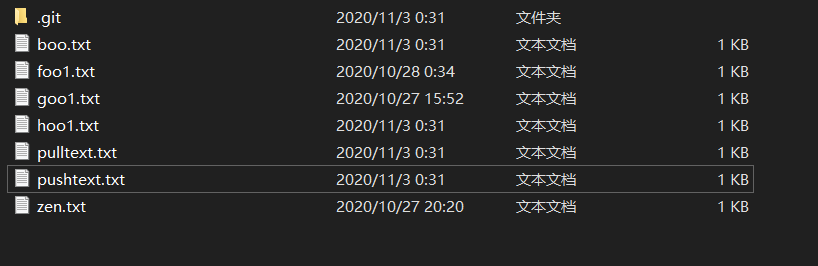 .git 2020/11/3 0:31 文件夹
boo.txt 2020/11/3 0:31 文本文档 1 KB
foo1.txt 2020/10/28 0:34 文本文档 1 KB
goo1.txt 2020/10/27 15:52 文本文档 1 KB
hoo1.txt 2020/11/3 0:31 文本文档 1 KB
pulltext.txt 2020/11/3 0:31 文本文档 1 KB
pushtext.txt 2020/11/3 0:31 文本文档 1 KB
zen.txt 2020/10/27 20:20 文本文档 1 KB